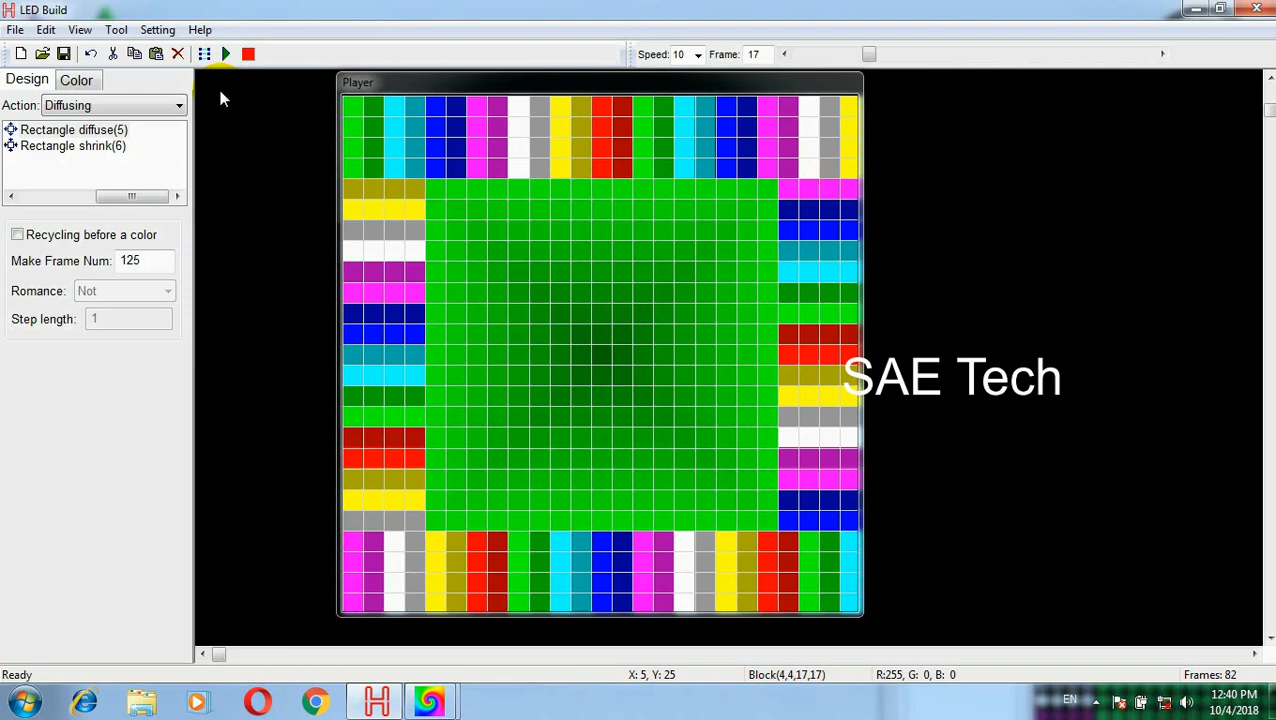 LED Build
File Edit View Tool Setting Help
Speed: 10 Frame: 17
Design Color
Player
Action: Diffusing
Rectangle diffuse(5)
Rectangle shrink(6)
Recycling before a color
Make Frame Num: 125
Romance: Not
Step length: 1
SAE Tech
Ready X: 5, Y: 25 Block(4,4,17,17) R:255, G: 0, B: 0 Frames: 82
EN 12:40 PM
10/4/2018